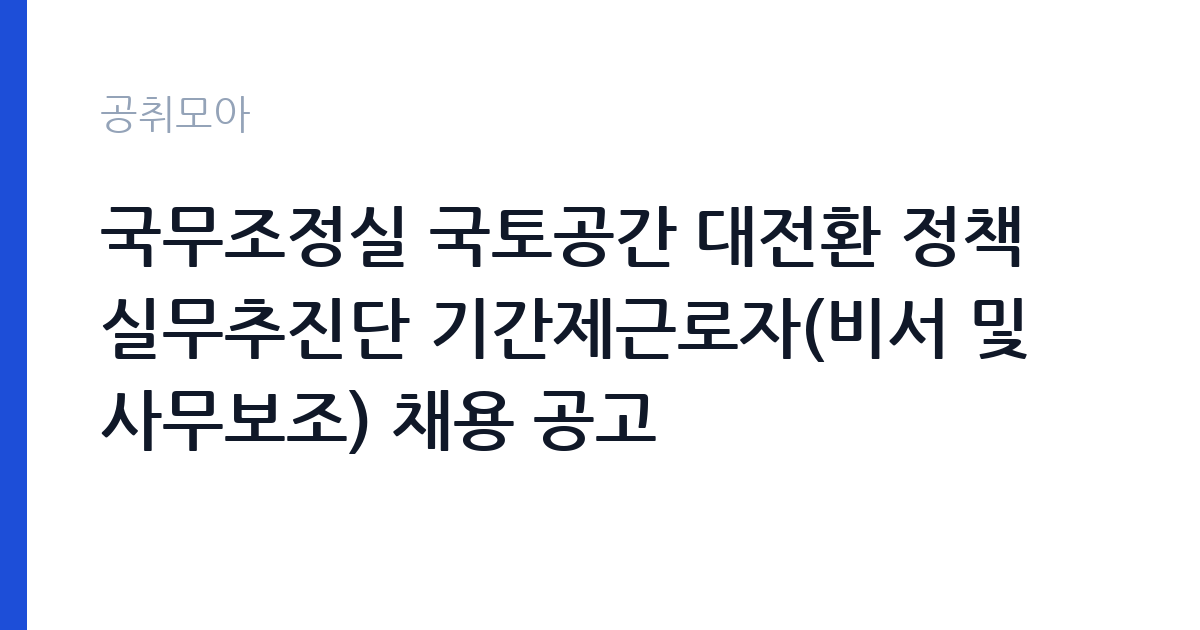 공취모아
국무조정실 국토공간 대전환 정책
실무추진단 기간제근로자(비서 및
사무보조) 채용 공고